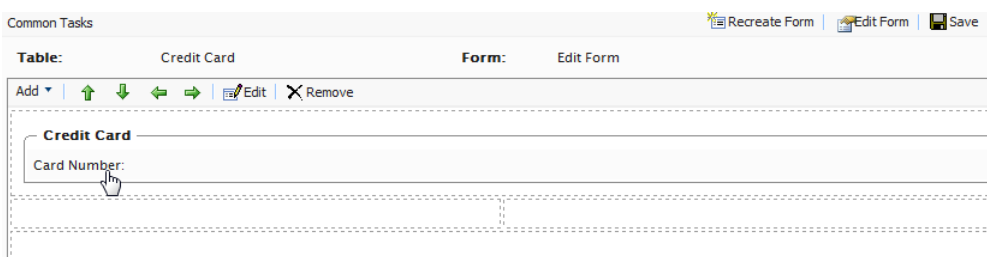 Common Tasks Recreate Form Edit Form Save
Table: Credit Card Form: Edit Form
Add Edit Remove
Credit Card
Card Number: